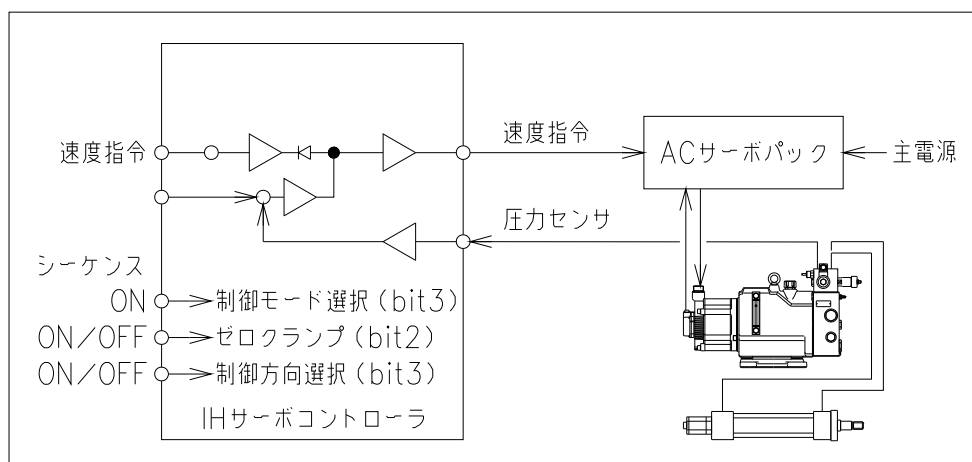 速度指令
速度指令
ACサーボパック
主電源
圧力センサ
シーケンス
ON
制御モード選択(bit3)
ON/OFF
ゼロクランプ(bit2)
ON/OFF
制御方向選択(bit3)
IHサーボコントローラ